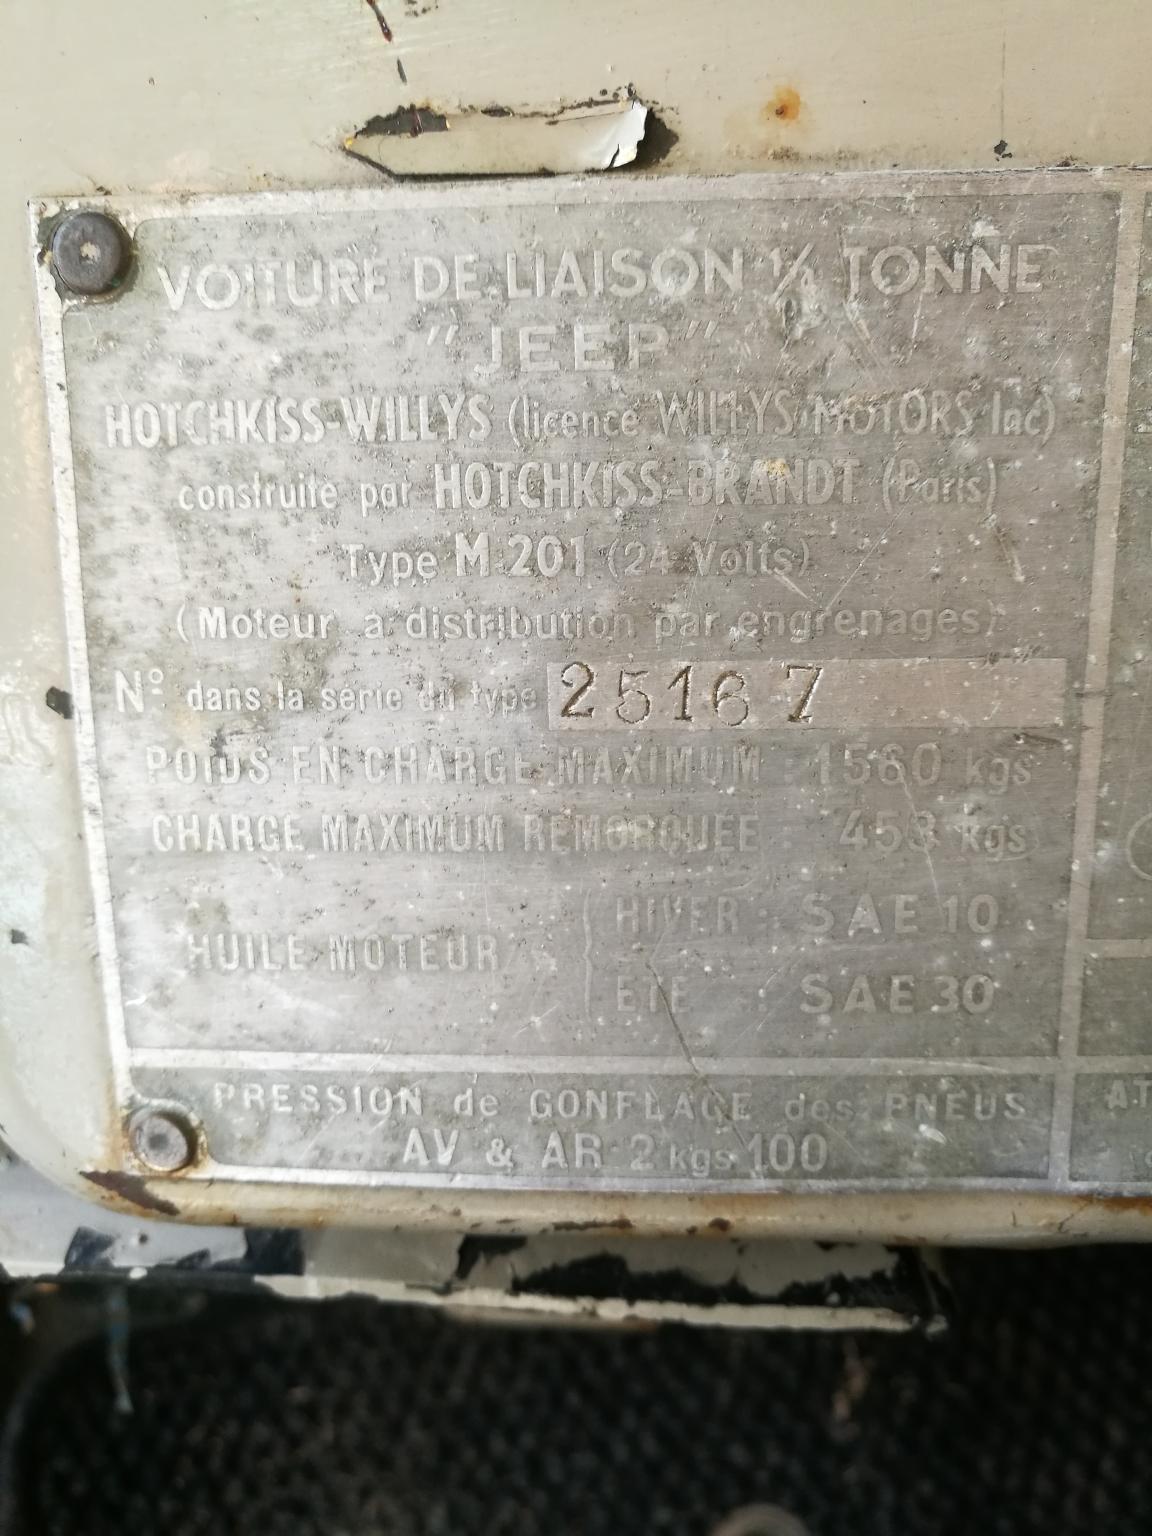 VOITURE DE LIAISON 1/4 TONNE
"JEEP"
HOTCHKISS-WILLYS (licence WILLYS-MOTORS Inc)
construite par HOTCHKISS-BRANDT (Paris)
Type M 201 (24 Volts)
(Moteur a distribution par engrenages)
N° dans la série du type 25167
POIDS EN CHARGE MAXIMUM : 1560 kgs
CHARGE MAXIMUM REMORQUÉE : 453 kgs
HUILE MOTEUR
HIVER : SAE 10
ÉTÉ : SAE 30
PRESSION de GONFLAGE des PNEUS
AV & AR 2 kgs 100
AT